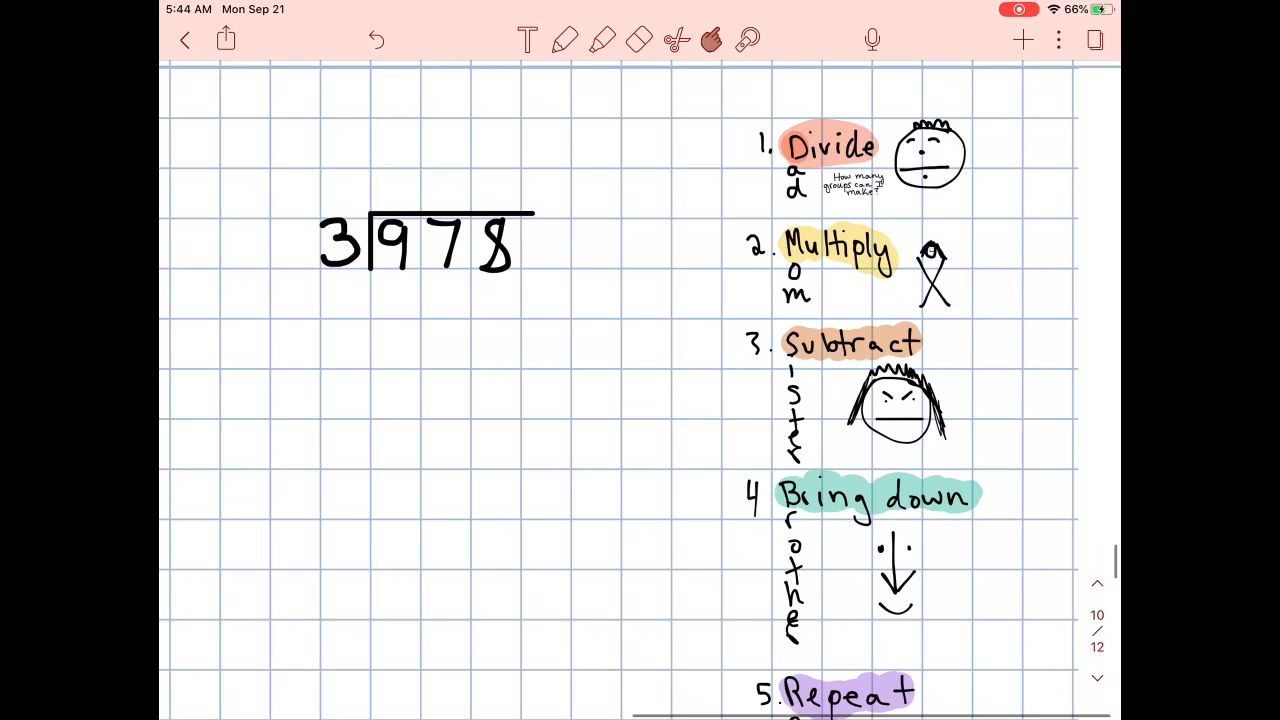 5:44 AM Mon Sep 21
66%
3 978
1. Divide
a
d
How many
groups can I
make?
2. Multiply
o
m
3. Subtract
i
s
t
e
r
4 Bring down
r
o
t
h
e
r
10
/
12
5. Repeat